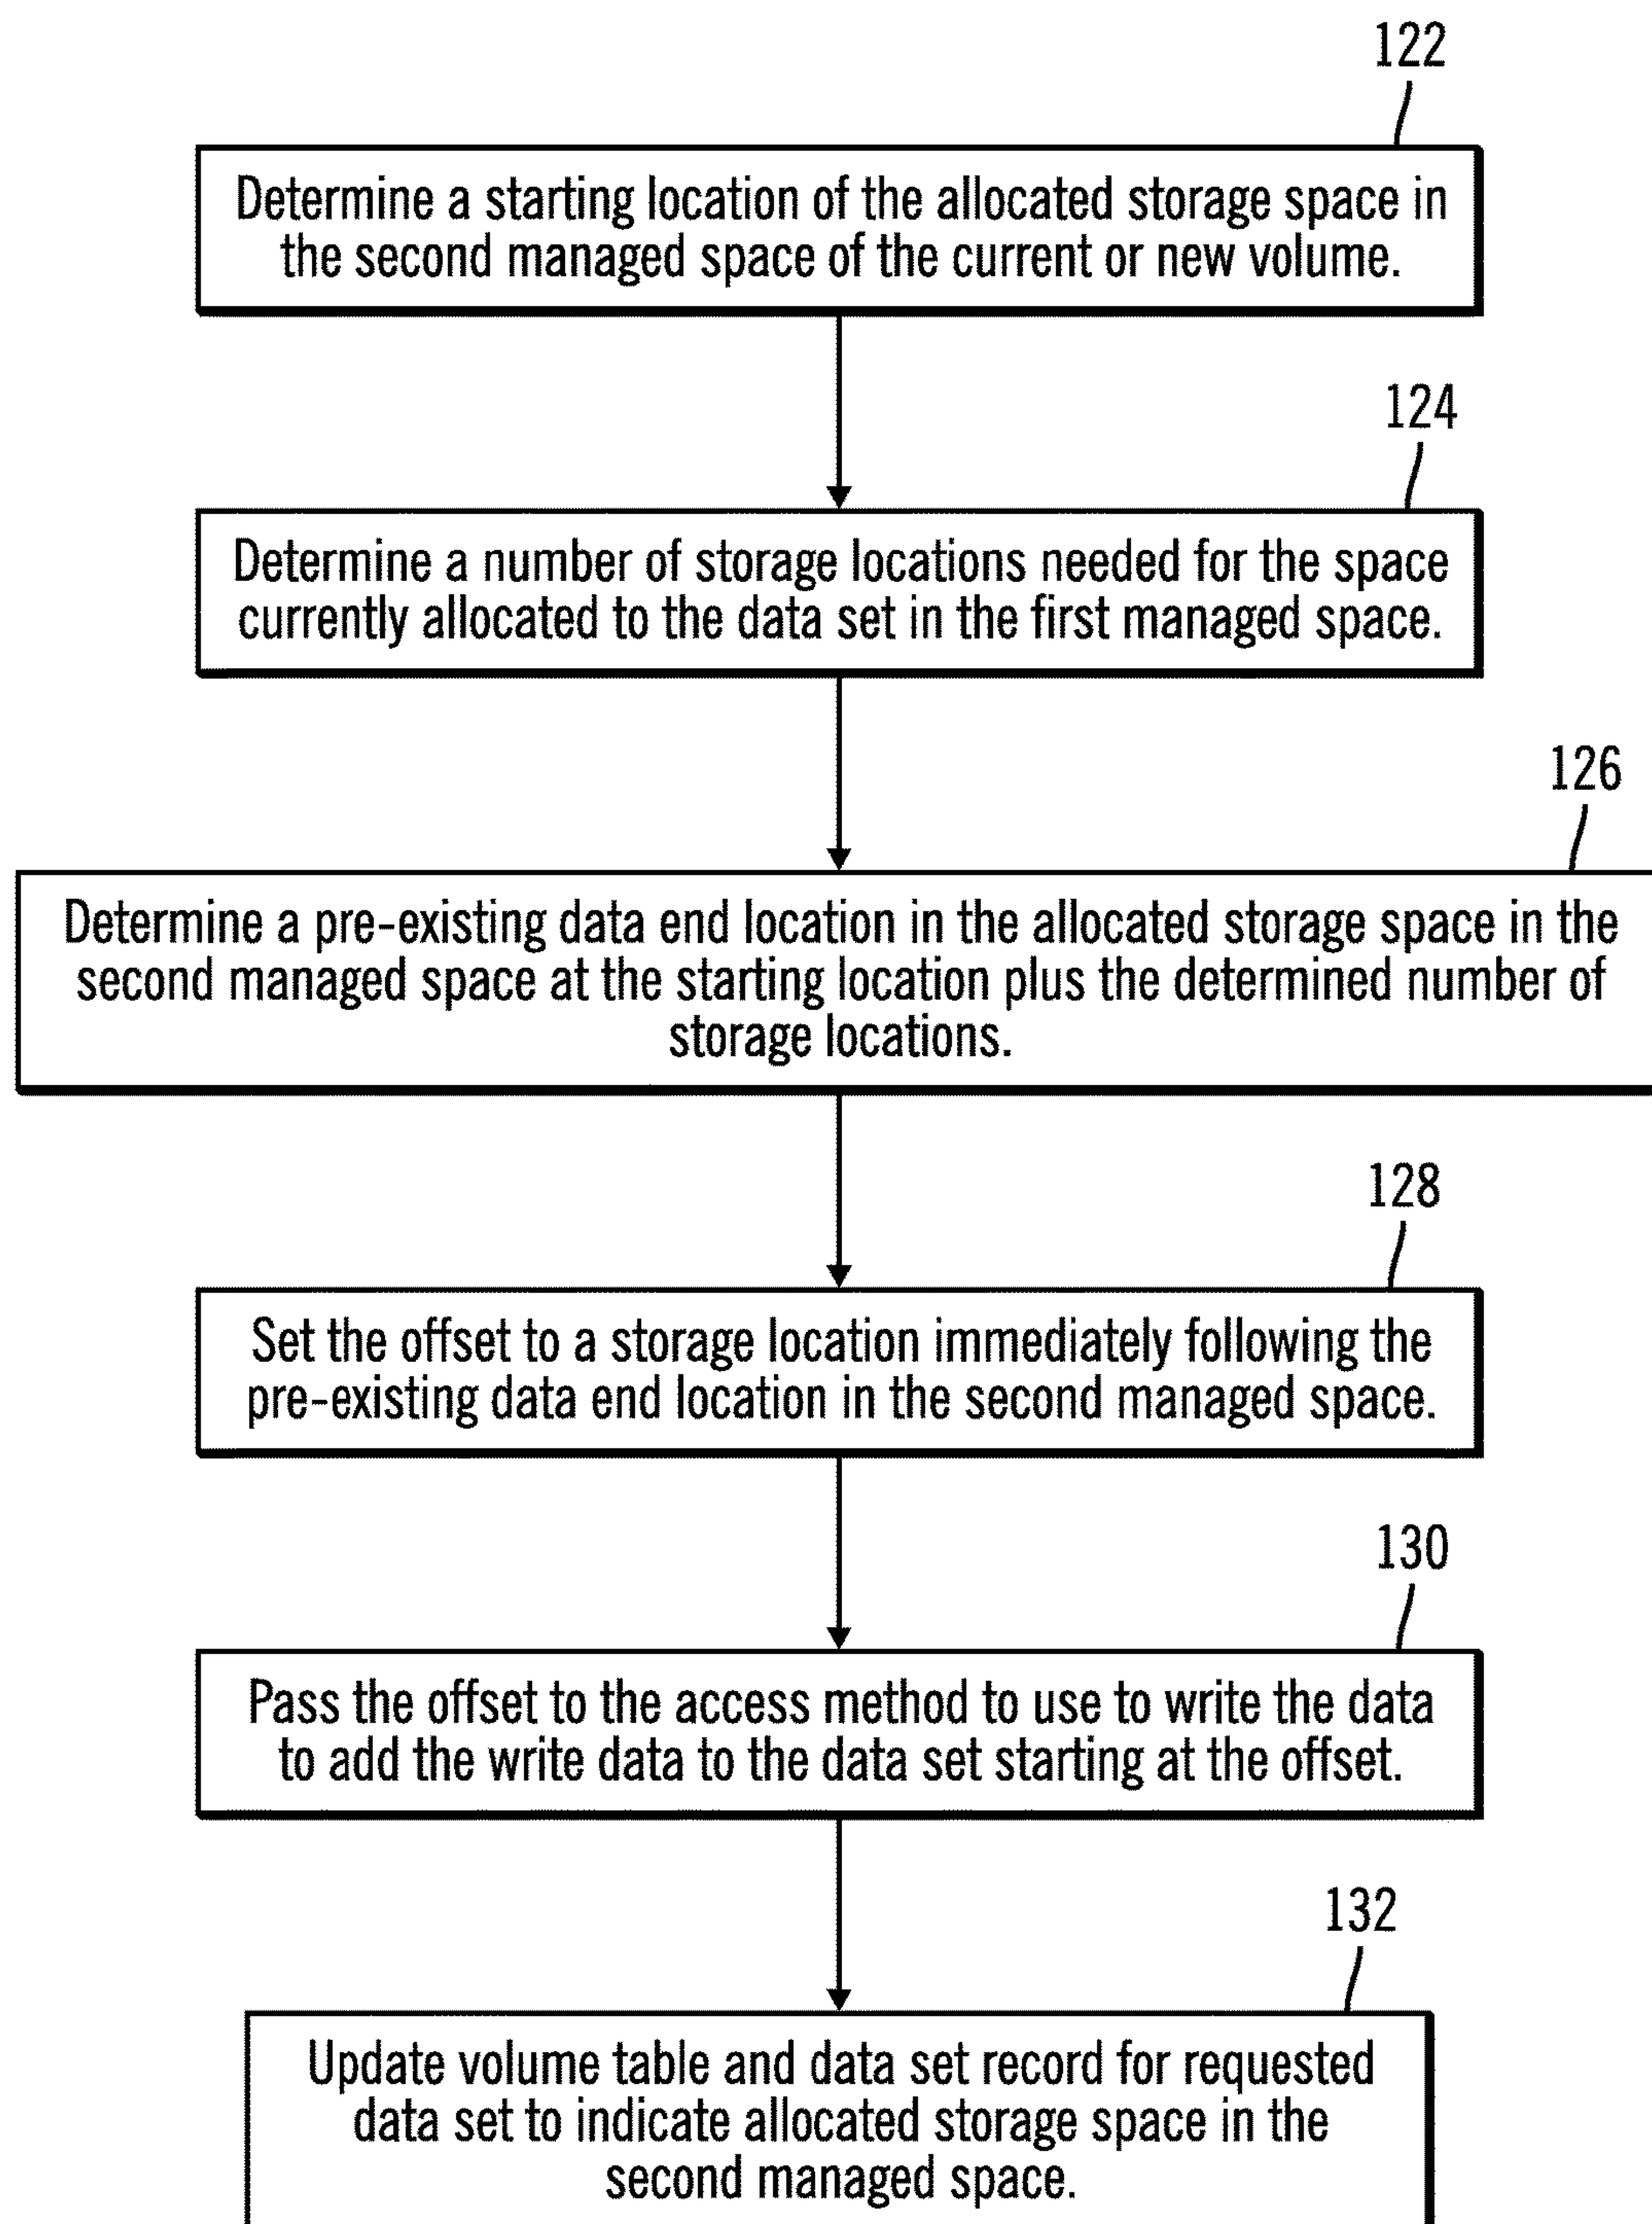 122
Determine a starting location of the allocated storage space in
the second managed space of the current or new volume.
124
Determine a number of storage locations needed for the space
currently allocated to the data set in the first managed space.
126
Determine a pre-existing data end location in the allocated storage space in the
second managed space at the starting location plus the determined number of
storage locations.
128
Set the offset to a storage location immediately following the
pre-existing data end location in the second managed space.
130
Pass the offset to the access method to use to write the data
to add the write data to the data set starting at the offset.
132
Update volume table and data set record for requested
data set to indicate allocated storage space in the
second managed space.